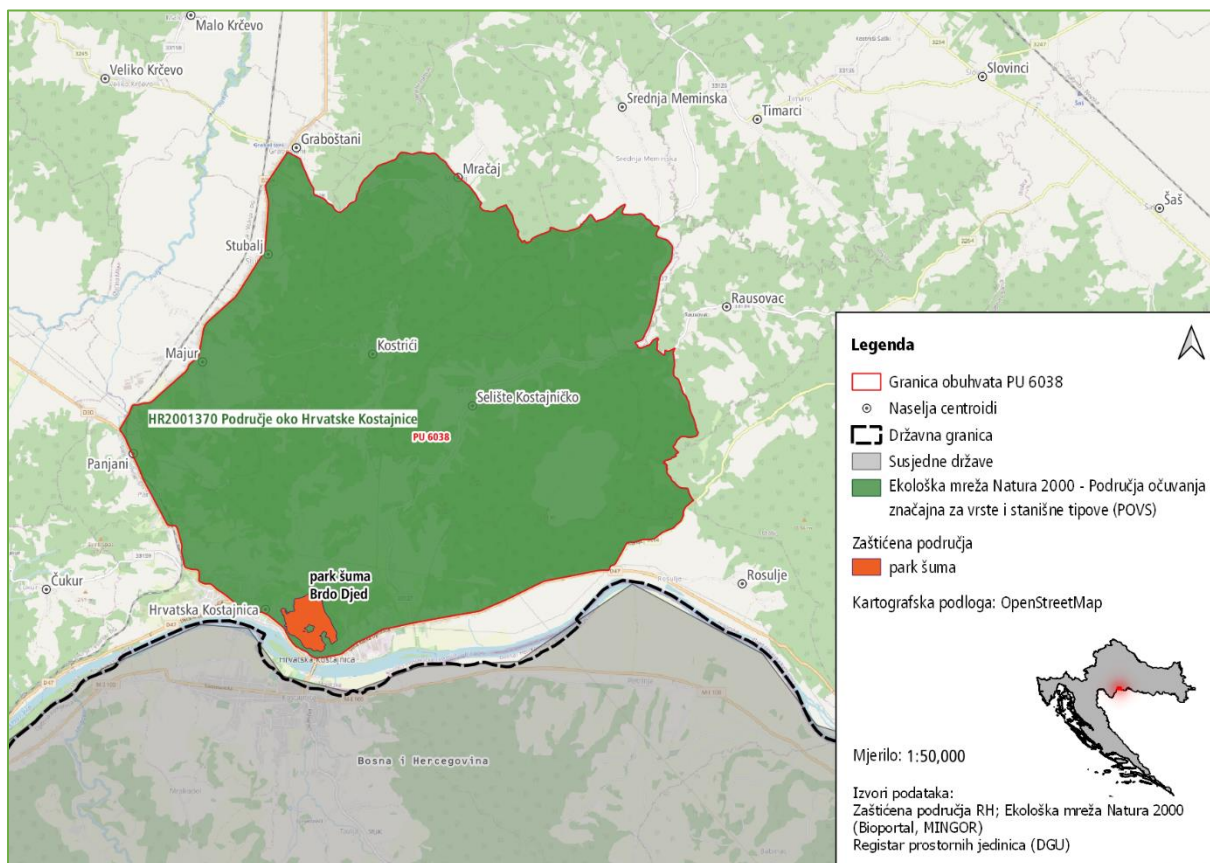 Malo Krčevo
Veliko Krčevo
Graboštani
Srednja Meminska
Timarci
Slovinci
Srednja Meminska
Mračaj
Šaš
Stubalj
Rausovac
Kostrići
Majur
Selište Kostajničko
HR2001370 Područje oko Hrvatske Kostajnice
PU 6038
Panjani
Čukur
park šuma
Brdo Djed
Hrvatska Kostajnica
Rosulje
Hrvatska Kostajnica
Bosna i Hercegovina
Legenda
Granica obuhvata PU 6038
Naselja centroidi
Državna granica
Susjedne države
Ekološka mreža Natura 2000 - Područja očuvanja
značajna za vrste i stanišne tipove (POVS)
Zaštićena područja
park šuma
Kartografska podloga: OpenStreetMap
Mjerilo: 1:50,000
Izvori podataka:
Zaštićena područja RH; Ekološka mreža Natura 2000
(Bioportal, MINGOR)
Registar prostornih jedinica (DGU)